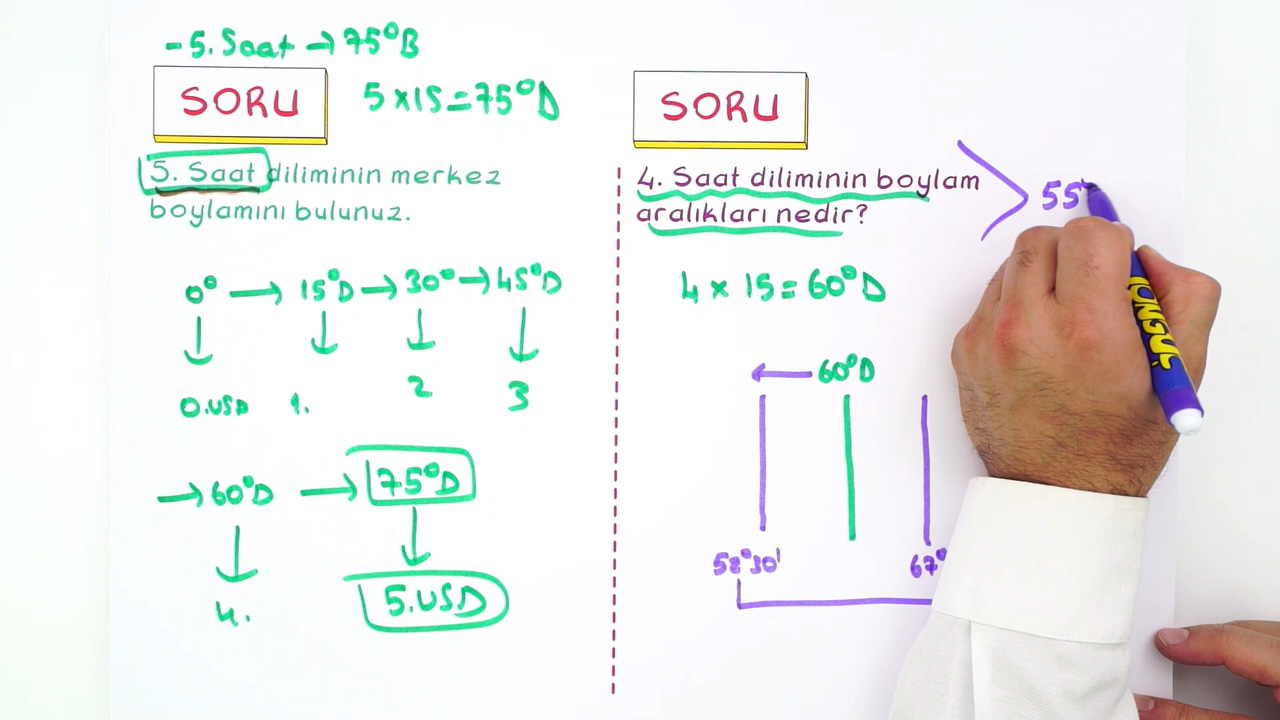 -5. Saat → 75°B
SORU
5 x 15 = 75°D
5. Saat diliminin merkez
boylamını bulunuz.
0° → 15°D → 30° → 45°D
0.USD 1. 2 3
→ 60°D → 75°D
4. 5.USD
SORU
4. Saat diliminin boylam
aralıkları nedir?
55°
4 x 15 = 60°D
← 60°D
52°30' 67°